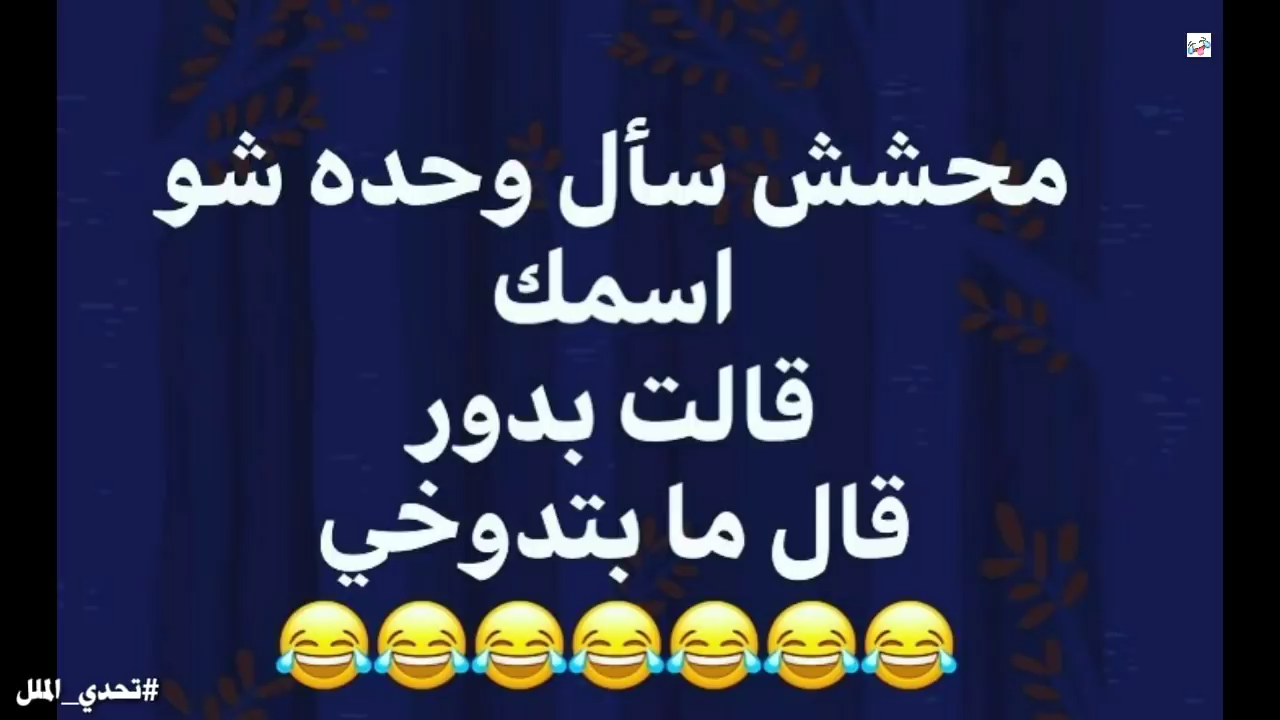 محشش سأل وحده شو
اسمك
قالت بدور
قال ما بتدوخي
😂😂😂😂😂😂😂
#تحدي_الملل